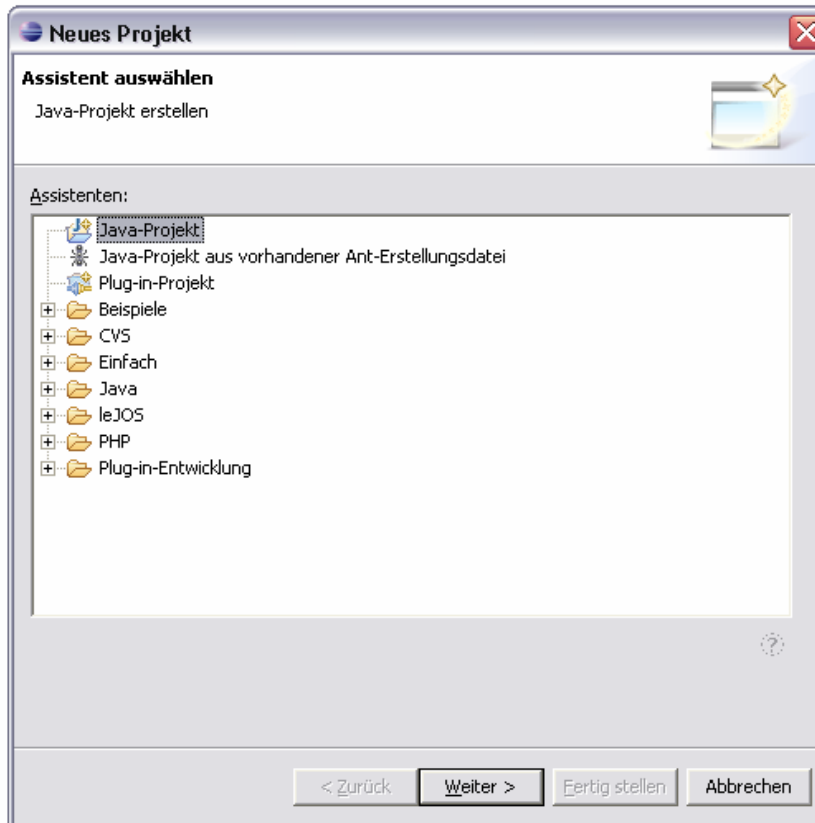 Neues Projekt
Assistent auswählen
Java-Projekt erstellen
Assistenten:
Java-Projekt
Java-Projekt aus vorhandener Ant-Erstellungsdatei
Plug-in-Projekt
Beispiele
CVS
Einfach
Java
leJOS
PHP
Plug-in-Entwicklung
< Zurück Weiter > Fertig stellen Abbrechen